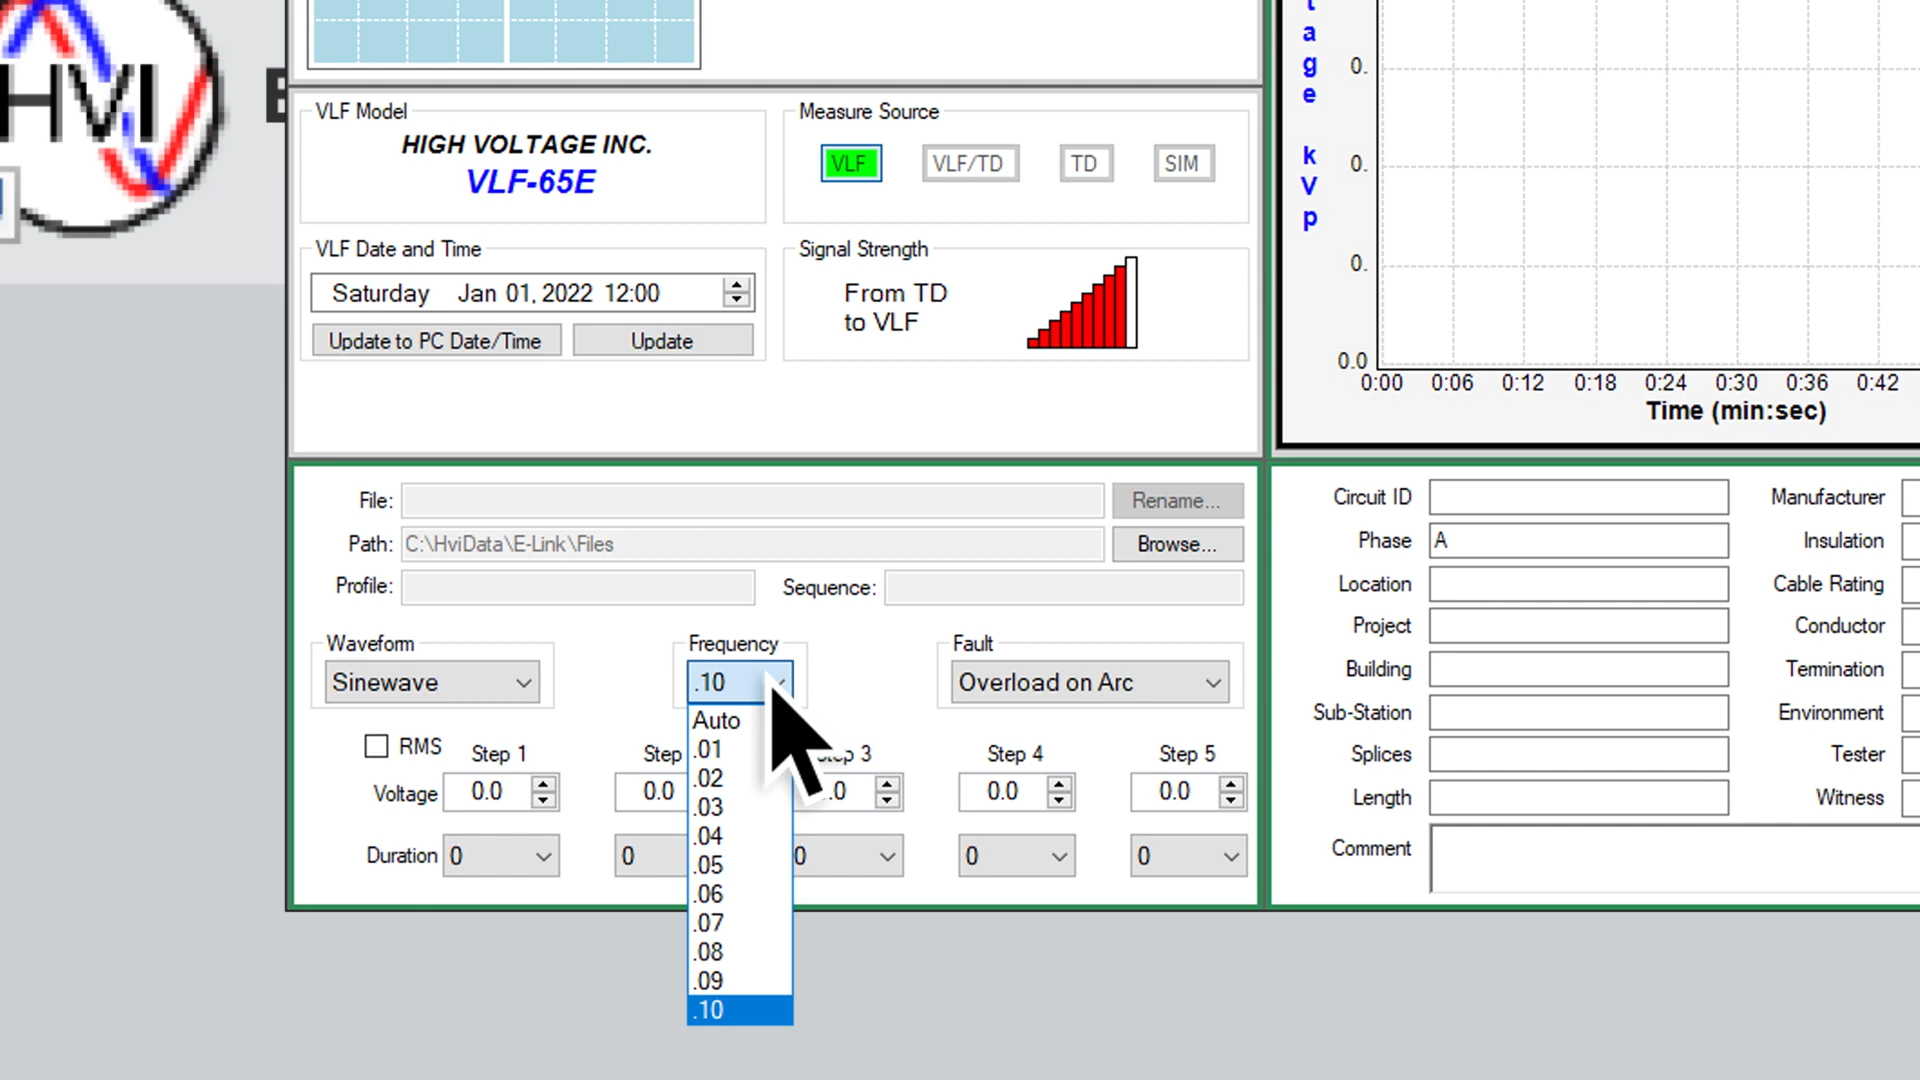 HVI
VLF Model
HIGH VOLTAGE INC.
VLF-65E
Measure Source
VLF
VLF/TD
TD
SIM
VLF Date and Time
Saturday Jan 01, 2022 12:00
Update to PC Date/Time
Update
Signal Strength
From TD
to VLF
tage kVp
0.
0.
0.
0.0
0:00 0:06 0:12 0:18 0:24 0:30 0:36 0:42
Time (min:sec)
File:
Rename...
Path: C:\HviData\E-Link\Files
Browse...
Profile:
Sequence:
Waveform
Sinewave
Frequency
.10
Auto
.01
.02
.03
.04
.05
.06
.07
.08
.09
.10
Fault
Overload on Arc
RMS
Step 1
Step
Step 4
Step 5
Voltage 0.0 0.0 .0 0.0 0.0
Duration 0 0 0 0 0
Circuit ID
Phase A
Location
Project
Building
Sub-Station
Splices
Length
Comment
Manufacturer
Insulation
Cable Rating
Conductor
Termination
Environment
Tester
Witness